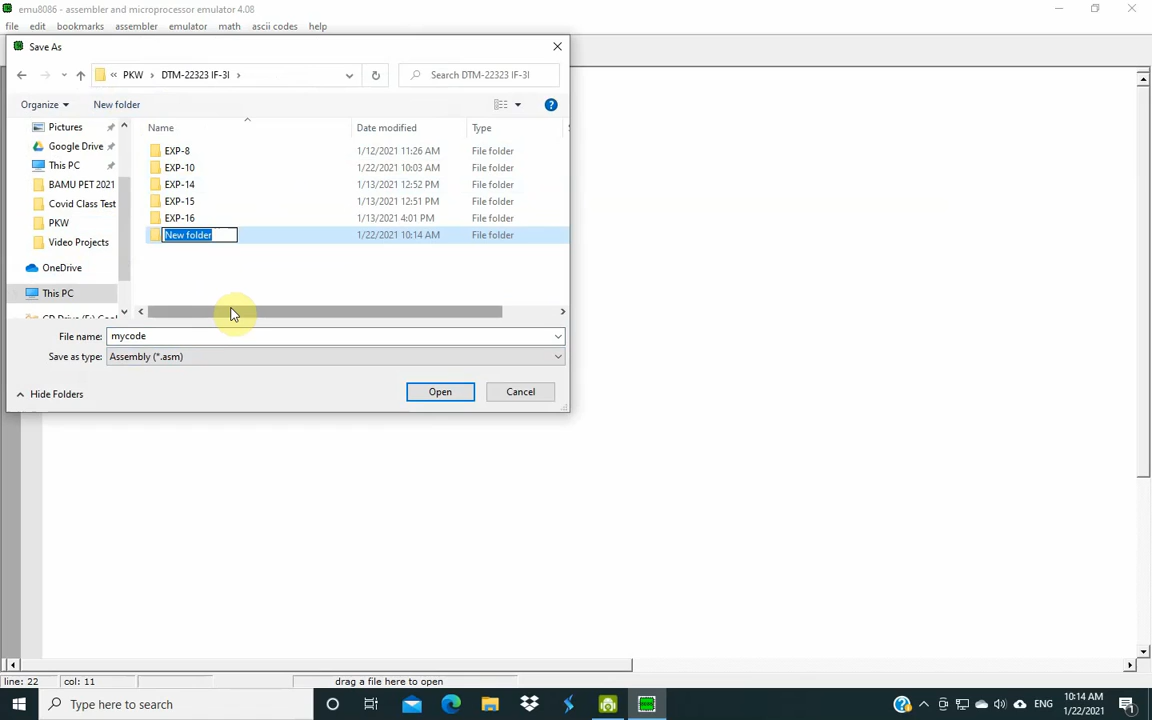 emu8086 - assembler and microprocessor emulator 4.08
file edit bookmarks assembler emulator math ascii codes help
Save As
« PKW › DTM-22323 IF-3I ›
Search DTM-22323 IF-3I
Organize New folder
Name Date modified Type
Pictures
Google Drive
This PC
BAMU PET 2021
Covid Class Test
PKW
Video Projects
OneDrive
This PC
EXP-8 1/12/2021 11:26 AM File folder
EXP-10 1/22/2021 10:03 AM File folder
EXP-14 1/13/2021 12:52 PM File folder
EXP-15 1/13/2021 12:51 PM File folder
EXP-16 1/13/2021 4:01 PM File folder
New folder 1/22/2021 10:14 AM File folder
File name: mycode
Save as type: Assembly (*.asm)
Hide Folders Open Cancel
line: 22 col: 11 drag a file here to open
Type here to search
ENG
10:14 AM
1/22/2021
1